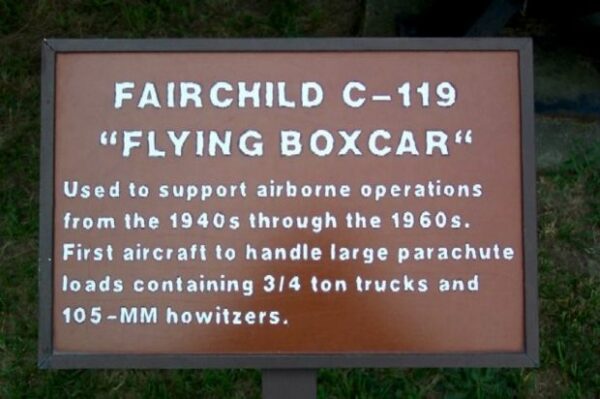 FAIRCHILD C-119
"FLYING BOXCAR“
Used to support airborne operations
from the 1940s through the 1960s.
First aircraft to handle large parachute
loads containing 3/4 ton trucks and
105-MM howitzers.